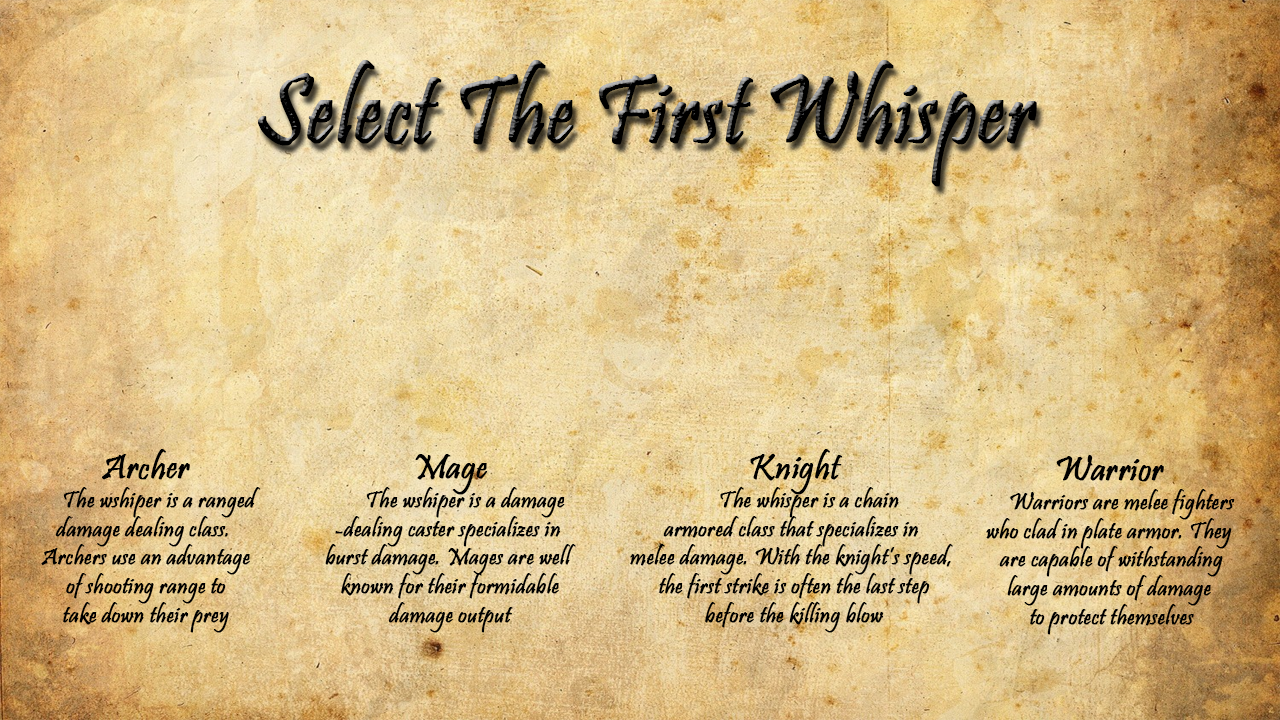 Select The First Whisper
Archer
The wshiper is a ranged
damage dealing class.
Archers use an advantage
of shooting range to
take down their prey
Mage
The wshiper is a damage
-dealing caster specializes in
burst damage. Mages are well
known for their formidable
damage output
Knight
The whisper is a chain
armored class that specializes in
melee damage. With the knight's speed,
the first strike is often the last step
before the killing blow
Warrior
Warriors are melee fighters
who clad in plate armor. They
are capable of withstanding
large amounts of damage
to protect themselves